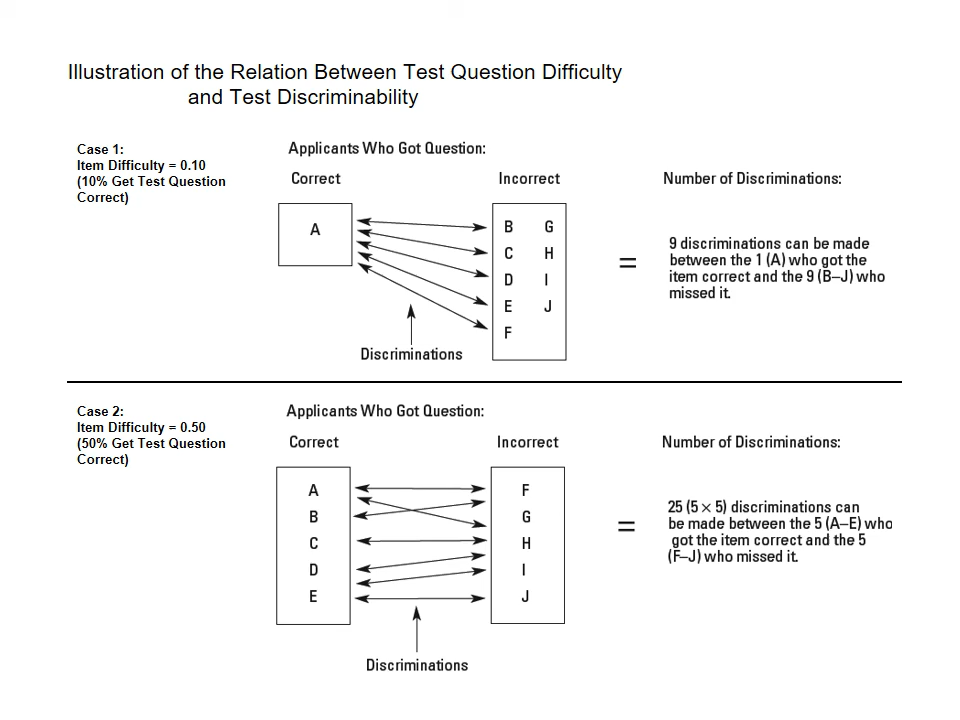 Illustration of the Relation Between Test Question Difficulty
and Test Discriminability
Case 1:
Item Difficulty = 0.10
(10% Get Test Question
Correct)
Applicants Who Got Question:
Correct
Incorrect
Number of Discriminations:
A
B G
C H
D I
E J
F
=
9 discriminations can be made
between the 1 (A) who got the
item correct and the 9 (B–J) who
missed it.
Discriminations
Case 2:
Item Difficulty = 0.50
(50% Get Test Question
Correct)
Applicants Who Got Question:
Correct
Incorrect
Number of Discriminations:
A
B
C
D
E
F
G
H
I
J
=
25 (5 × 5) discriminations can
be made between the 5 (A–E) who
got the item correct and the 5
(F–J) who missed it.
Discriminations